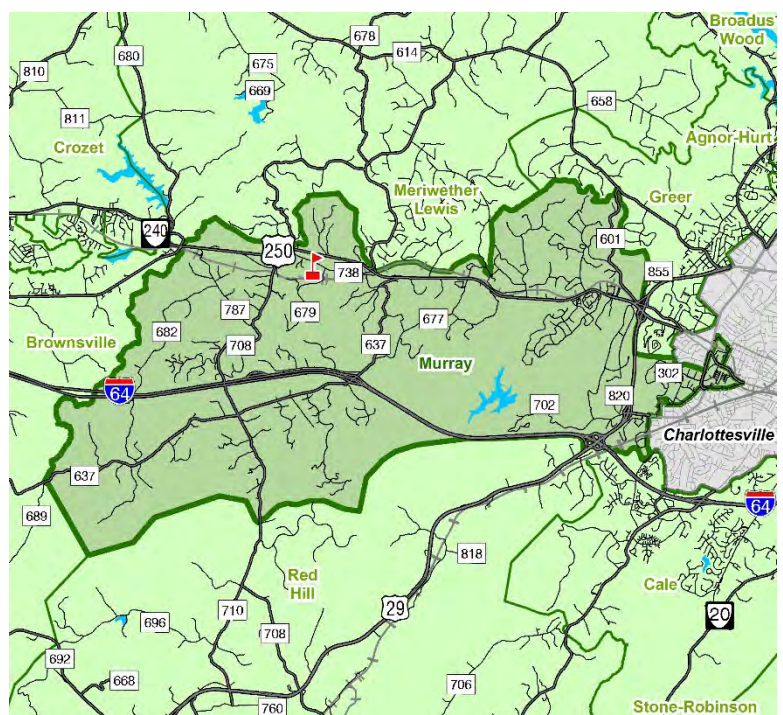 Broadus
Wood
678
680
614
675
810
669
658
811
Agnor-Hurt
Crozet
Meriwether
Lewis
Greer
240
601
250
738
855
787
679
677
682
Brownsville
708
637
Murray
302
64
820
702
Charlottesville
637
64
689
818
Red
Hill
Cale
29
710
20
696
708
692
668
706
760
Stone-Robinson